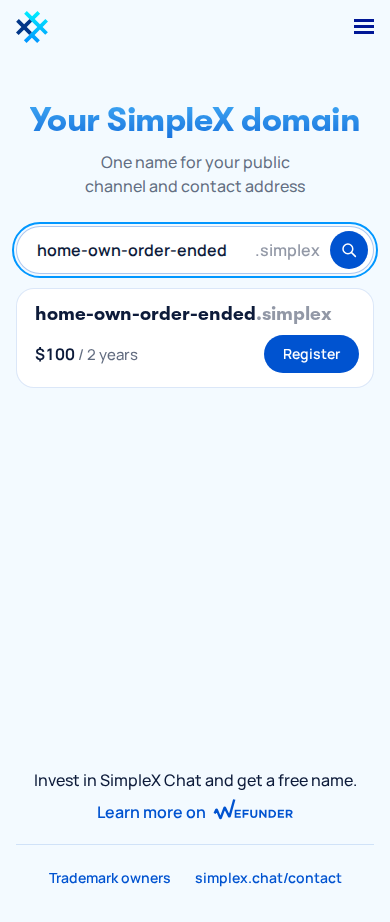 Your SimpleX domain
One name for your public
channel and contact address
home-own-order-ended .simplex
home-own-order-ended.simplex
$100 / 2 years
Register
Invest in SimpleX Chat and get a free name.
Learn more on WEFUNDER
Trademark owners simplex.chat/contact